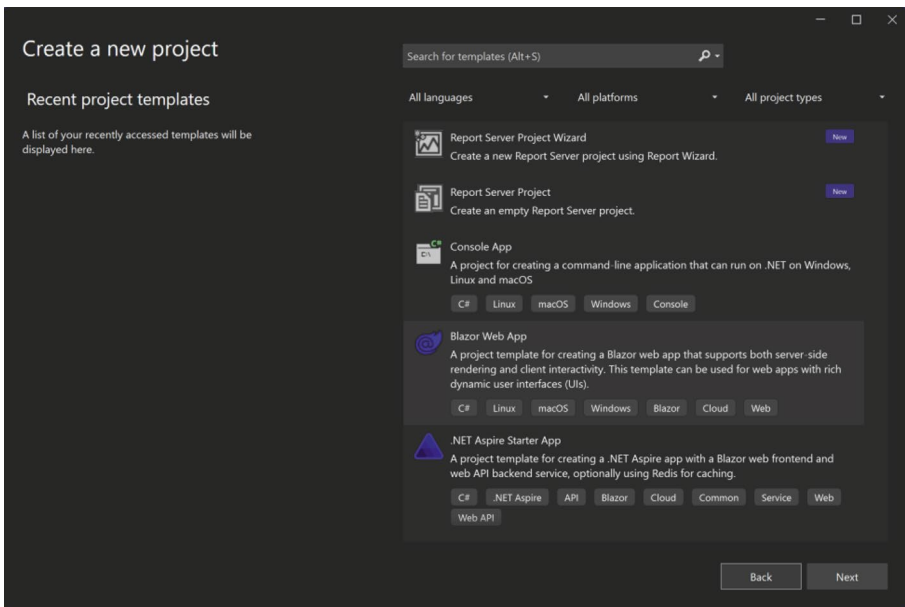 Create a new project
Search for templates (Alt+S)
Recent project templates
A list of your recently accessed templates will be
displayed here.
All languages
All platforms
All project types
Report Server Project Wizard
New
Create a new Report Server project using Report Wizard.
Report Server Project
New
Create an empty Report Server project.
C#
C:\
Console App
A project for creating a command-line application that can run on .NET on Windows,
Linux and macOS
C# Linux macOS Windows Console
Blazor Web App
A project template for creating a Blazor web app that supports both server-side
rendering and client interactivity. This template can be used for web apps with rich
dynamic user interfaces (UIs).
C# Linux macOS Windows Blazor Cloud Web
.NET Aspire Starter App
A project template for creating a .NET Aspire app with a Blazor web frontend and
web API backend service, optionally using Redis for caching.
C# .NET Aspire API Blazor Cloud Common Service Web
Web API
Back
Next